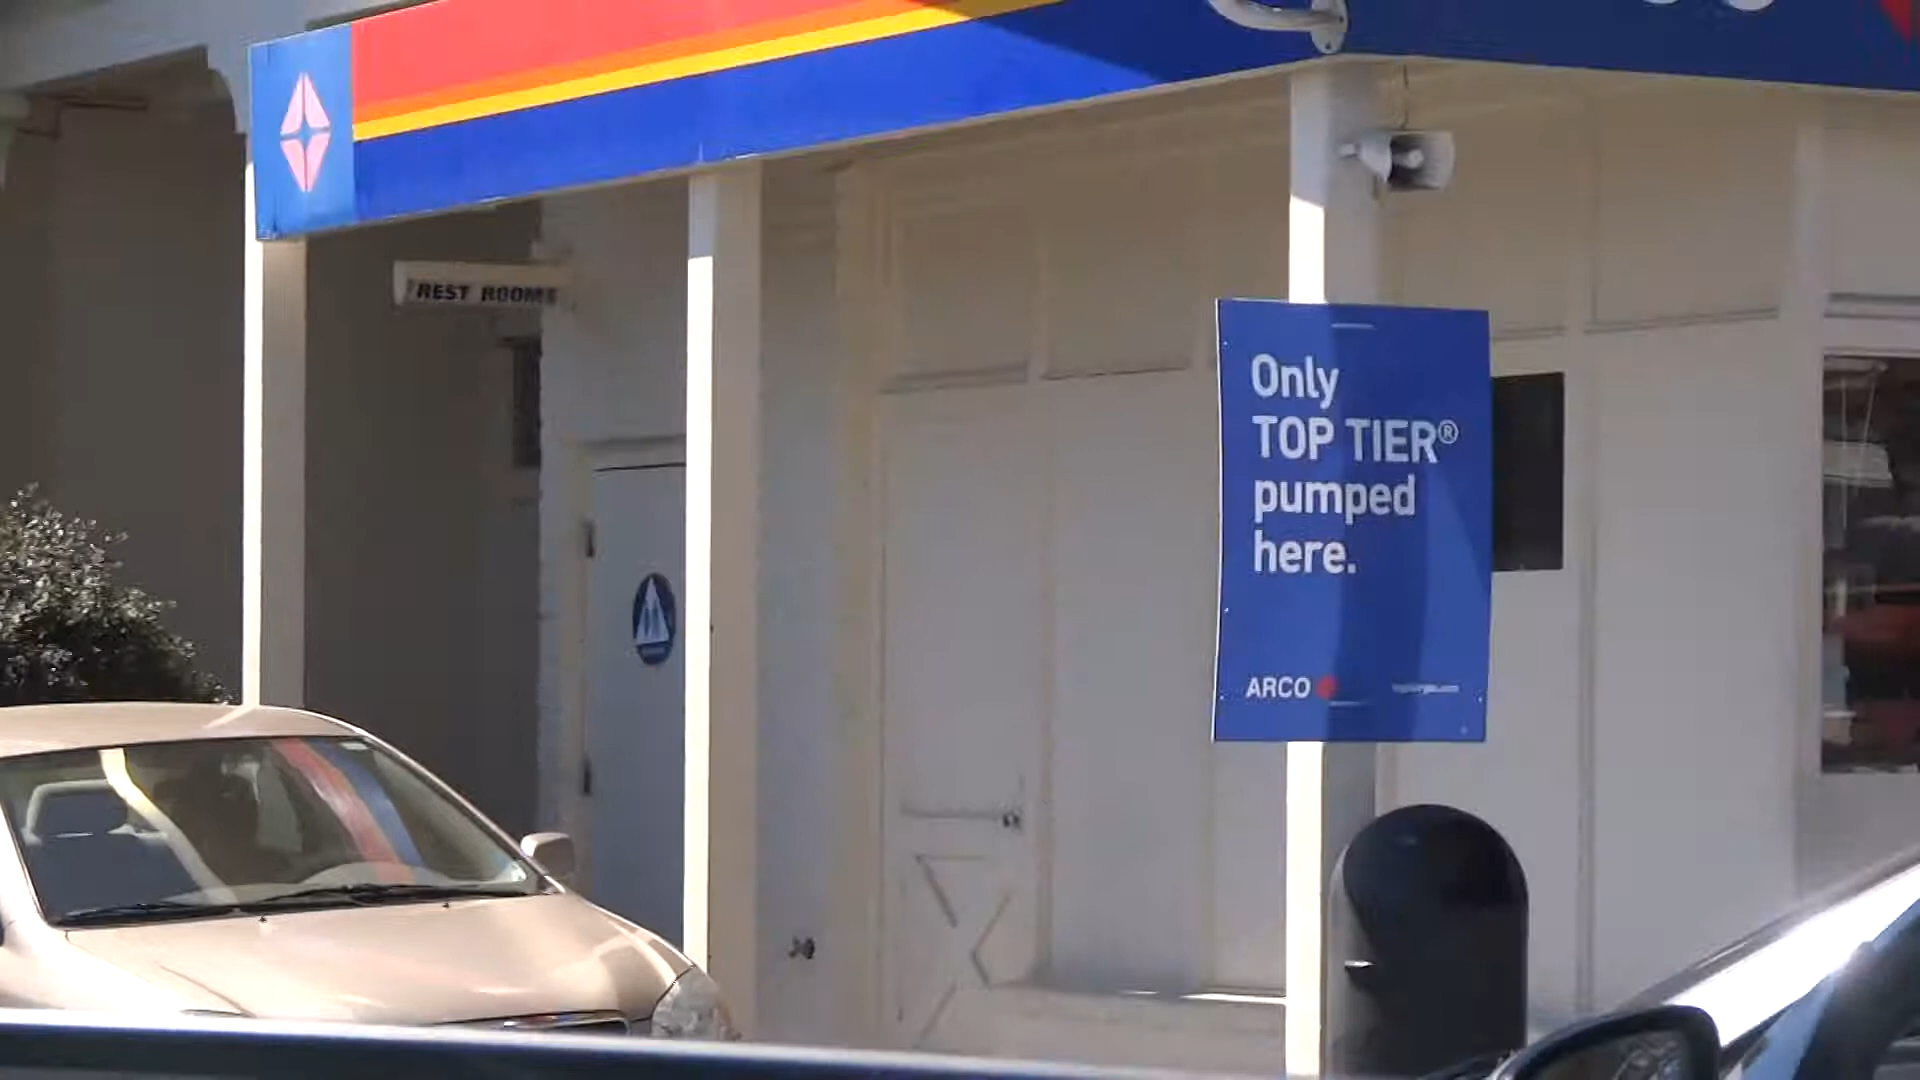 REST ROOMS
Only
TOP TIER®
pumped
here.
ARCO